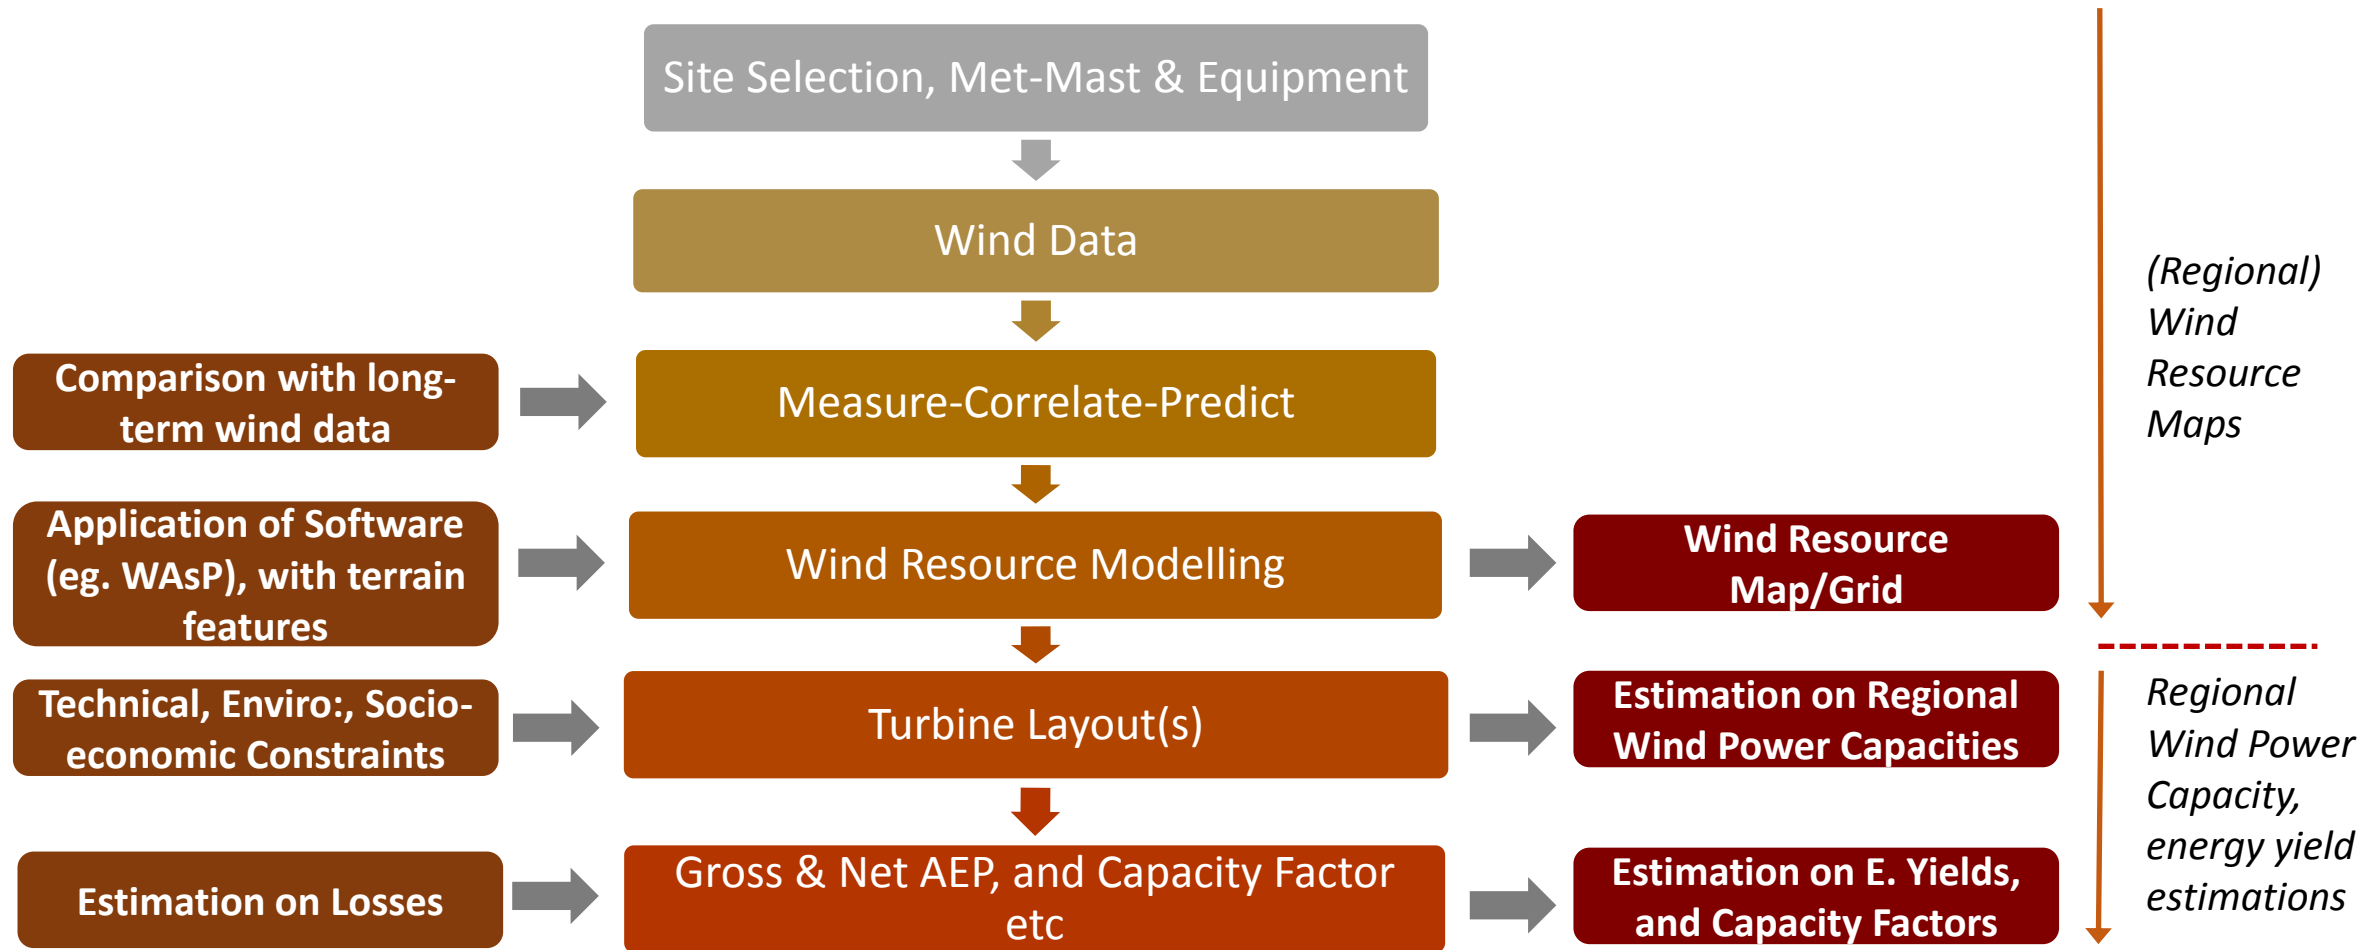 Site Selection, Met-Mast & Equipment
Wind Data
Comparison with long-
term wind data
Measure-Correlate-Predict
(Regional)
Wind
Resource
Maps
Application of Software
(eg. WAsP), with terrain
features
Wind Resource Modelling
Wind Resource
Map/Grid
Technical, Enviro:, Socio-
economic Constraints
Turbine Layout(s)
Estimation on Regional
Wind Power Capacities
Regional
Wind Power
Capacity,
energy yield
estimations
Estimation on Losses
Gross & Net AEP, and Capacity Factor
etc
Estimation on E. Yields,
and Capacity Factors